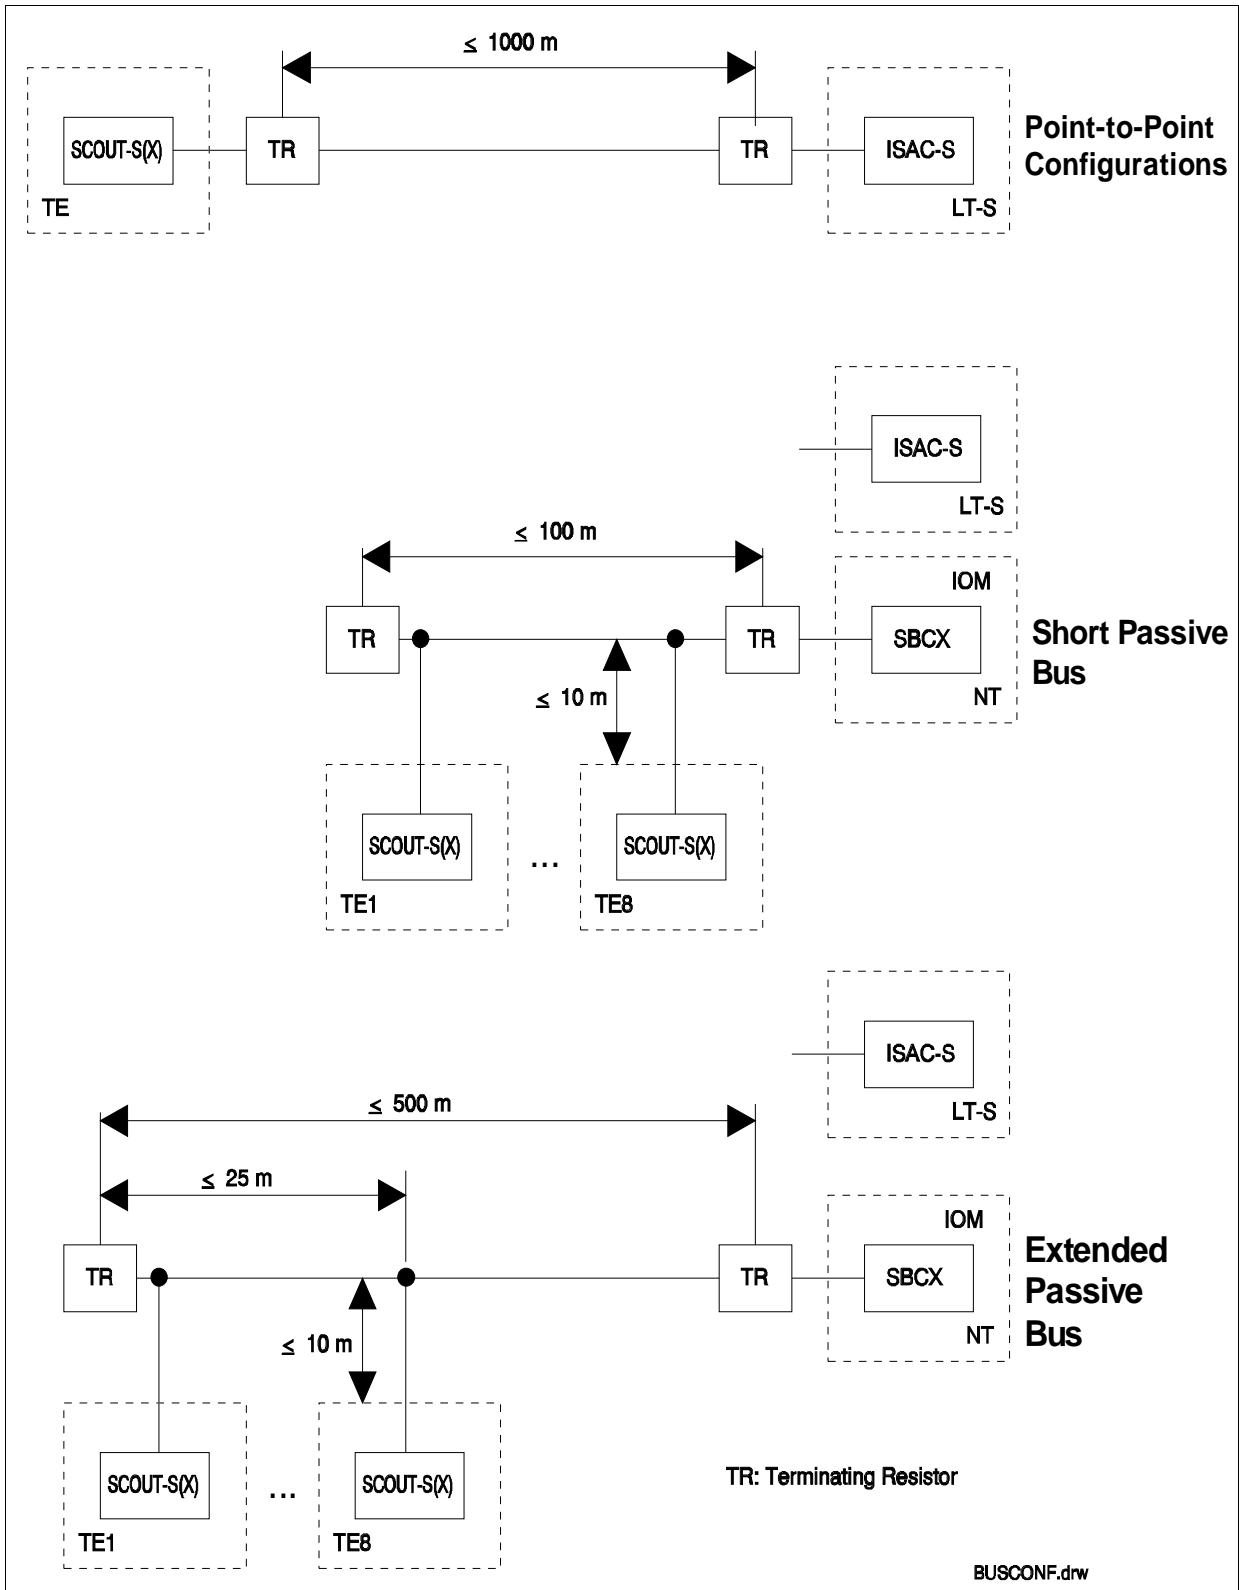 ≤ 1000 m
SCOUT-S(X)
TR
TR
ISAC-S
Point-to-Point
Configurations
TE
LT-S
ISAC-S
LT-S
≤ 100 m
IOM
TR
TR
SBCX
Short Passive
Bus
≤ 10 m
NT
SCOUT-S(X)
...
SCOUT-S(X)
TE1
TE8
ISAC-S
LT-S
≤ 500 m
≤ 25 m
IOM
TR
TR
SBCX
Extended
Passive
Bus
≤ 10 m
NT
SCOUT-S(X)
...
SCOUT-S(X)
TE1
TE8
TR: Terminating Resistor
BUSCONF.drw